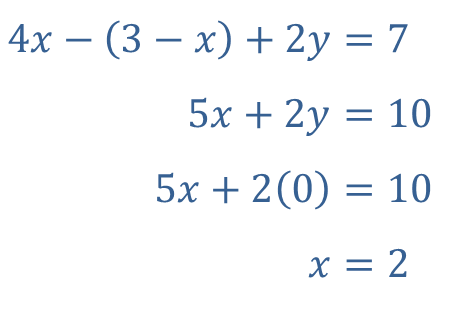 4x − (3 − x) + 2y = 7
5x + 2y = 10
5x + 2(0) = 10
x = 2